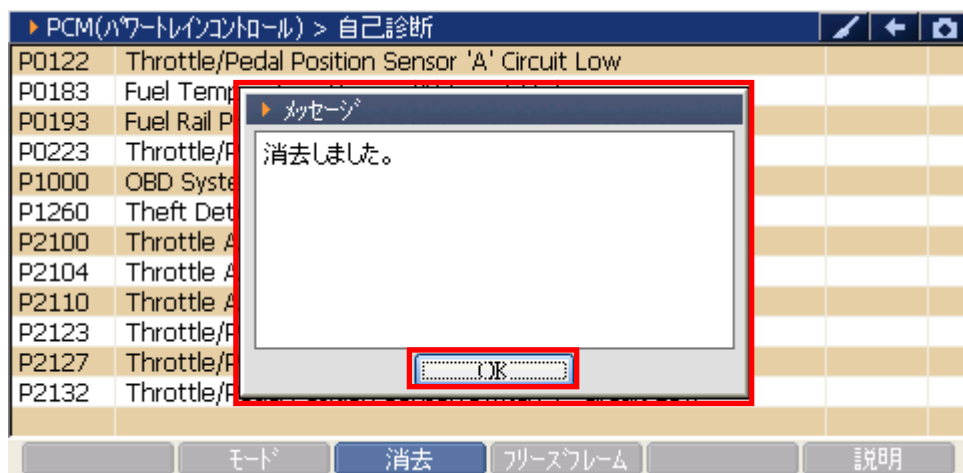 PCM(ﾊﾟﾜｰﾄﾚｲﾝｺﾝﾄﾛｰﾙ) > 自己診断
P0122 Throttle/Pedal Position Sensor 'A' Circuit Low
P0183 Fuel Temp
P0193 Fuel Rail P
P0223 Throttle/P
P1000 OBD Syste
P1260 Theft Det
P2100 Throttle A
P2104 Throttle A
P2110 Throttle A
P2123 Throttle/P
P2127 Throttle/P
P2132 Throttle/P
ﾒｯｾｰｼﾞ
消去しました。
OK
ﾓｰﾄﾞ 消去 ﾌﾘｰｽﾞﾌﾚｰﾑ 説明